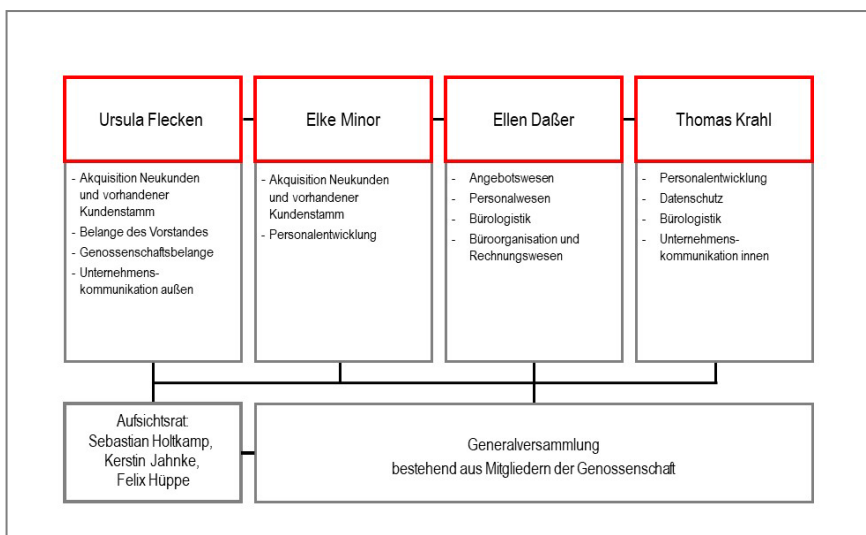 Ursula Flecken
Elke Minor
Ellen Daßer
Thomas Krahl
- Akquisition Neukunden
und vorhandener
Kundenstamm
- Belange des Vorstandes
- Genossenschaftsbelange
- Unternehmens-
kommunikation außen
- Akquisition Neukunden
und vorhandener
Kundenstamm
- Personalentwicklung
- Angebotswesen
- Personalwesen
- Bürologistik
- Büroorganisation und
Rechnungswesen
- Personalentwicklung
- Datenschutz
- Bürologistik
- Unternehmens-
kommunikation innen
Aufsichtsrat:
Sebastian Holtkamp,
Kerstin Jahnke,
Felix Hüppe
Generalversammlung
bestehend aus Mitgliedern der Genossenschaft